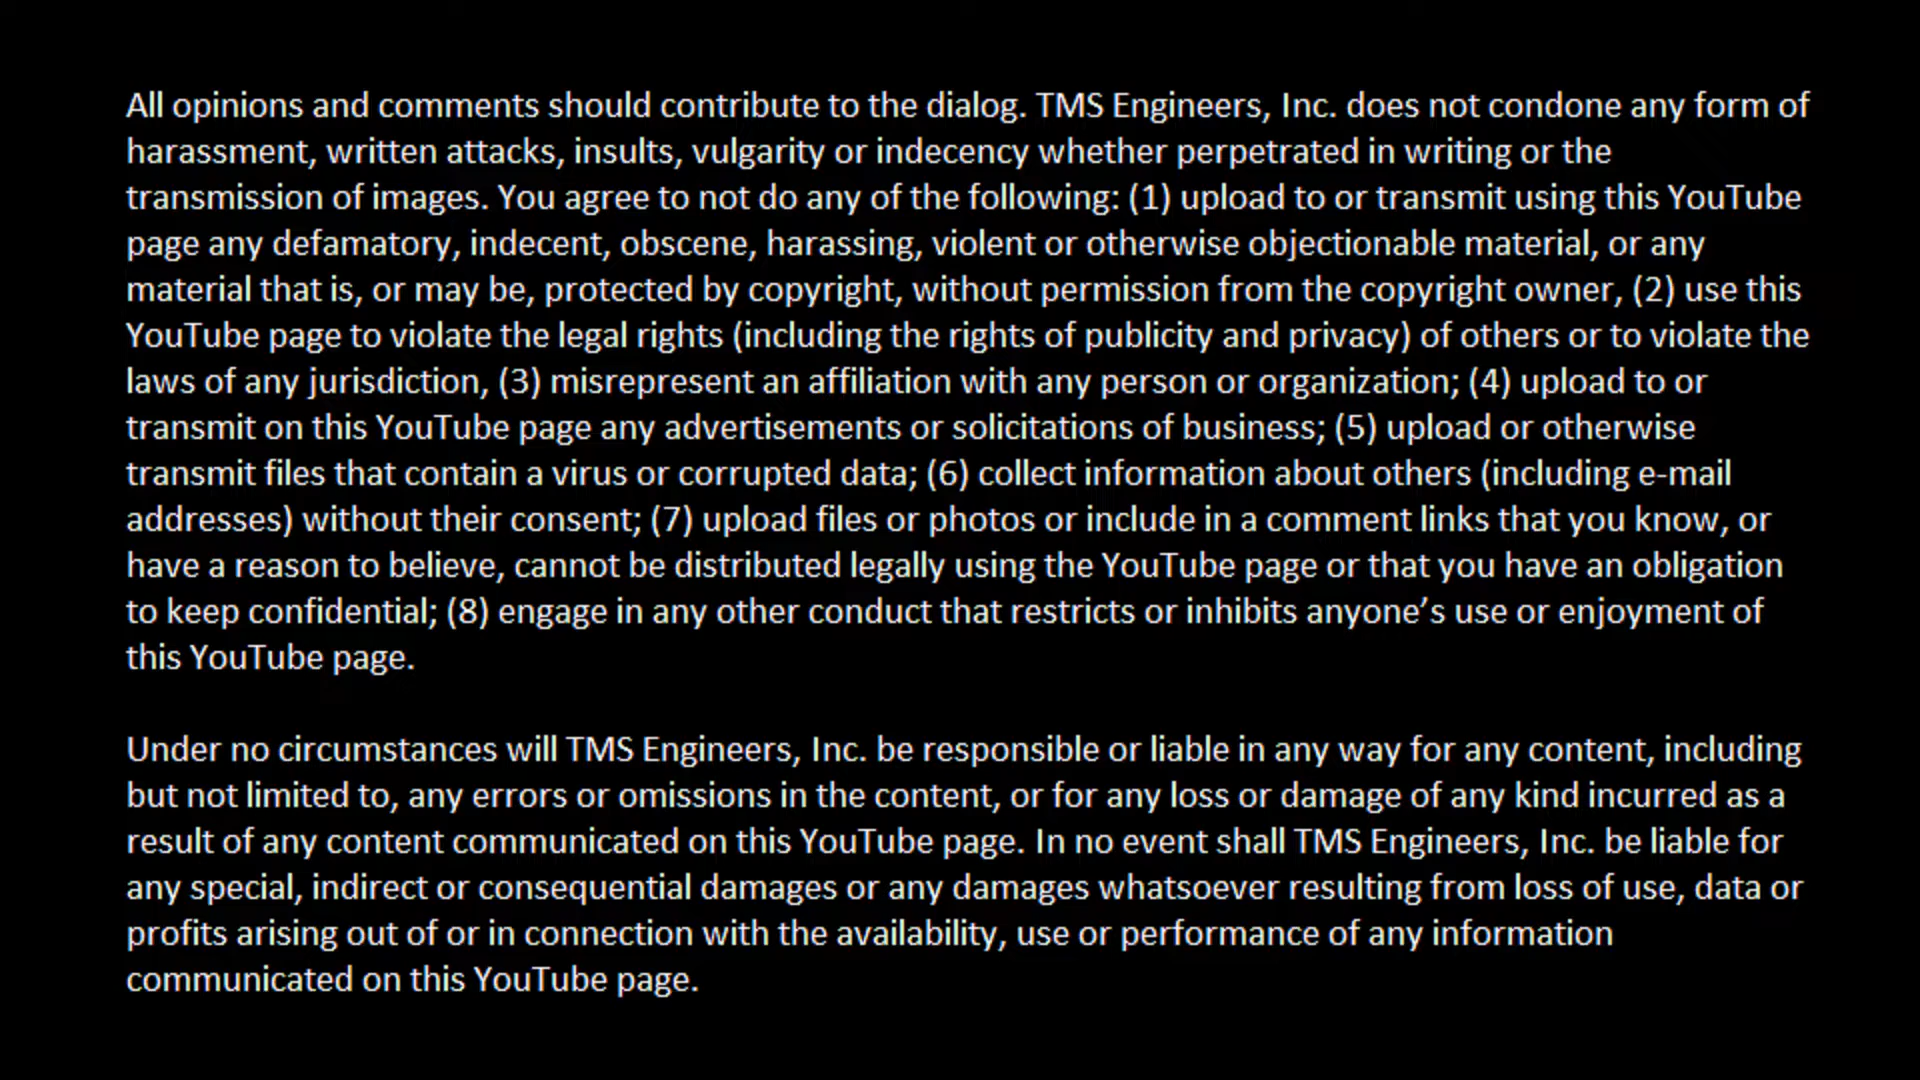 All opinions and comments should contribute to the dialog. TMS Engineers, Inc. does not condone any form of
harassment, written attacks, insults, vulgarity or indecency whether perpetrated in writing or the
transmission of images. You agree to not do any of the following: (1) upload to or transmit using this YouTube
page any defamatory, indecent, obscene, harassing, violent or otherwise objectionable material, or any
material that is, or may be, protected by copyright, without permission from the copyright owner, (2) use this
YouTube page to violate the legal rights (including the rights of publicity and privacy) of others or to violate the
laws of any jurisdiction, (3) misrepresent an affiliation with any person or organization; (4) upload to or
transmit on this YouTube page any advertisements or solicitations of business; (5) upload or otherwise
transmit files that contain a virus or corrupted data; (6) collect information about others (including e-mail
addresses) without their consent; (7) upload files or photos or include in a comment links that you know, or
have a reason to believe, cannot be distributed legally using the YouTube page or that you have an obligation
to keep confidential; (8) engage in any other conduct that restricts or inhibits anyone’s use or enjoyment of
this YouTube page.
Under no circumstances will TMS Engineers, Inc. be responsible or liable in any way for any content, including
but not limited to, any errors or omissions in the content, or for any loss or damage of any kind incurred as a
result of any content communicated on this YouTube page. In no event shall TMS Engineers, Inc. be liable for
any special, indirect or consequential damages or any damages whatsoever resulting from loss of use, data or
profits arising out of or in connection with the availability, use or performance of any information
communicated on this YouTube page.